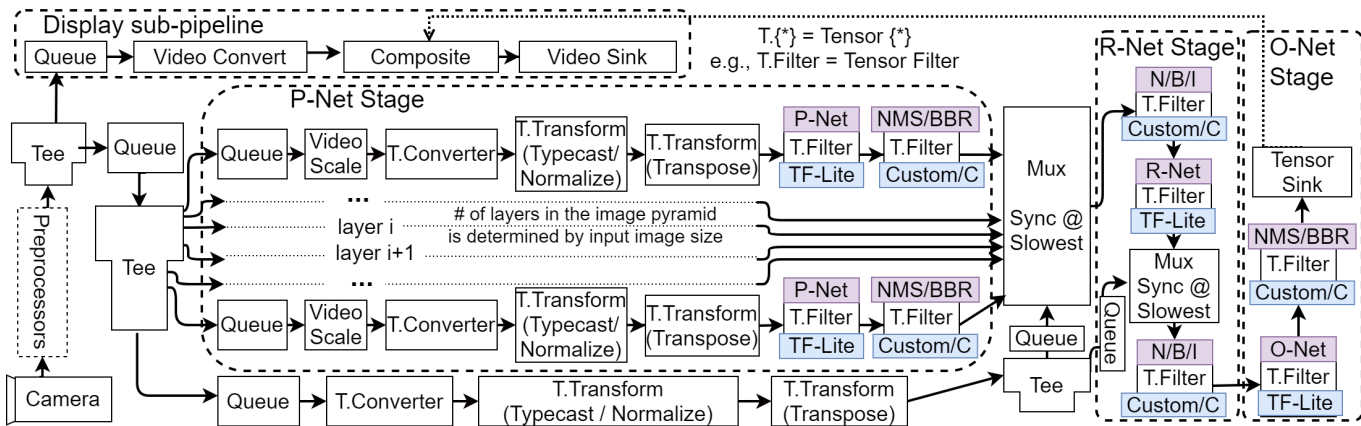 Display sub-pipeline
Queue
Video Convert
Composite
Video Sink
T.{*} = Tensor {*}
e.g., T.Filter = Tensor Filter
Tee
Queue
Preprocessors
Camera
Tee
P-Net Stage
Queue
Video
Scale
T.Converter
T.Transform
(Typecast/
Normalize)
T.Transform
(Transpose)
P-Net
T.Filter
TF-Lite
NMS/BBR
T.Filter
Custom/C
...
layer i
layer i+1
...
# of layers in the image pyramid
is determined by input image size
Queue
Video
Scale
T.Converter
T.Transform
(Typecast/
Normalize)
T.Transform
(Transpose)
P-Net
T.Filter
TF-Lite
NMS/BBR
T.Filter
Custom/C
Queue
T.Converter
T.Transform
(Typecast / Normalize)
T.Transform
(Transpose)
Mux
Sync @
Slowest
Queue
Tee
Queue
R-Net Stage
N/B/I
T.Filter
Custom/C
R-Net
T.Filter
TF-Lite
Mux
Sync @
Slowest
N/B/I
T.Filter
Custom/C
O-Net
Stage
Tensor
Sink
NMS/BBR
T.Filter
Custom/C
O-Net
T.Filter
TF-Lite